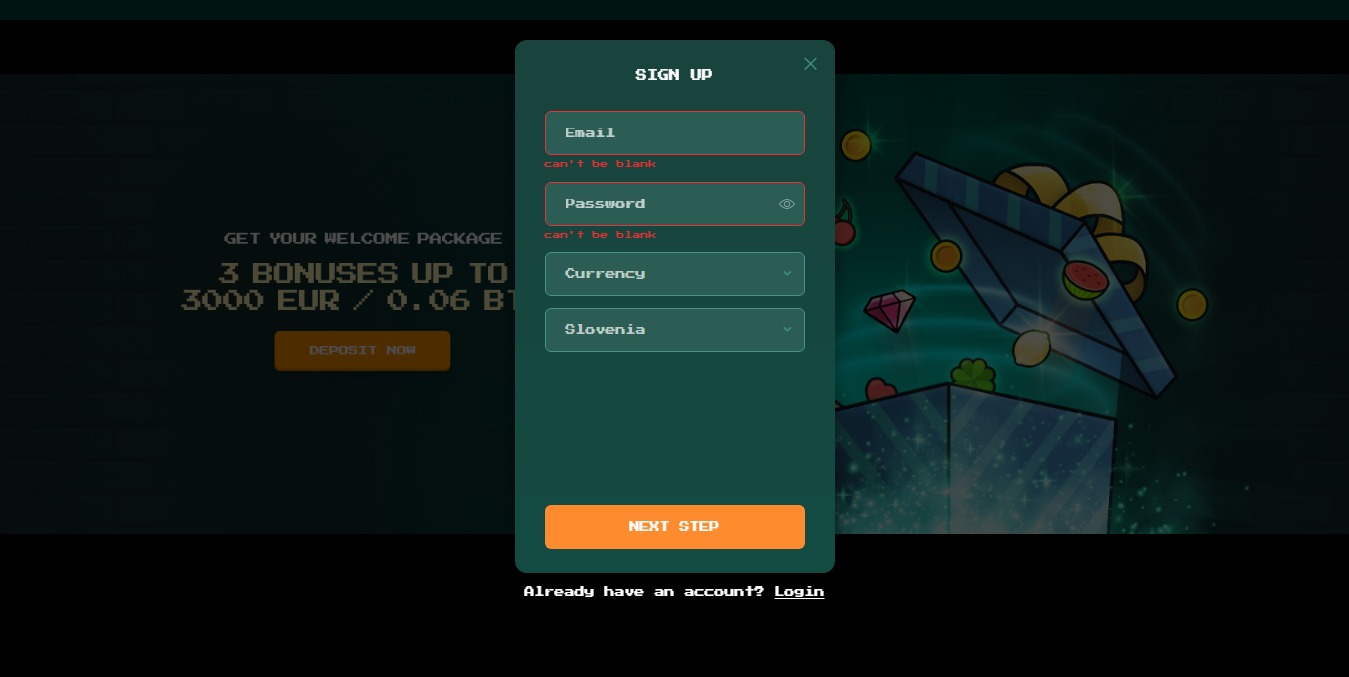 SIGN UP
Email
can't be blank
Password
can't be blank
Currency
Slovenia
NEXT STEP
Already have an account? Login
GET YOUR WELCOME PACKAGE
3 BONUSES UP TO
3000 EUR / 0.06
DEPOSIT NOW